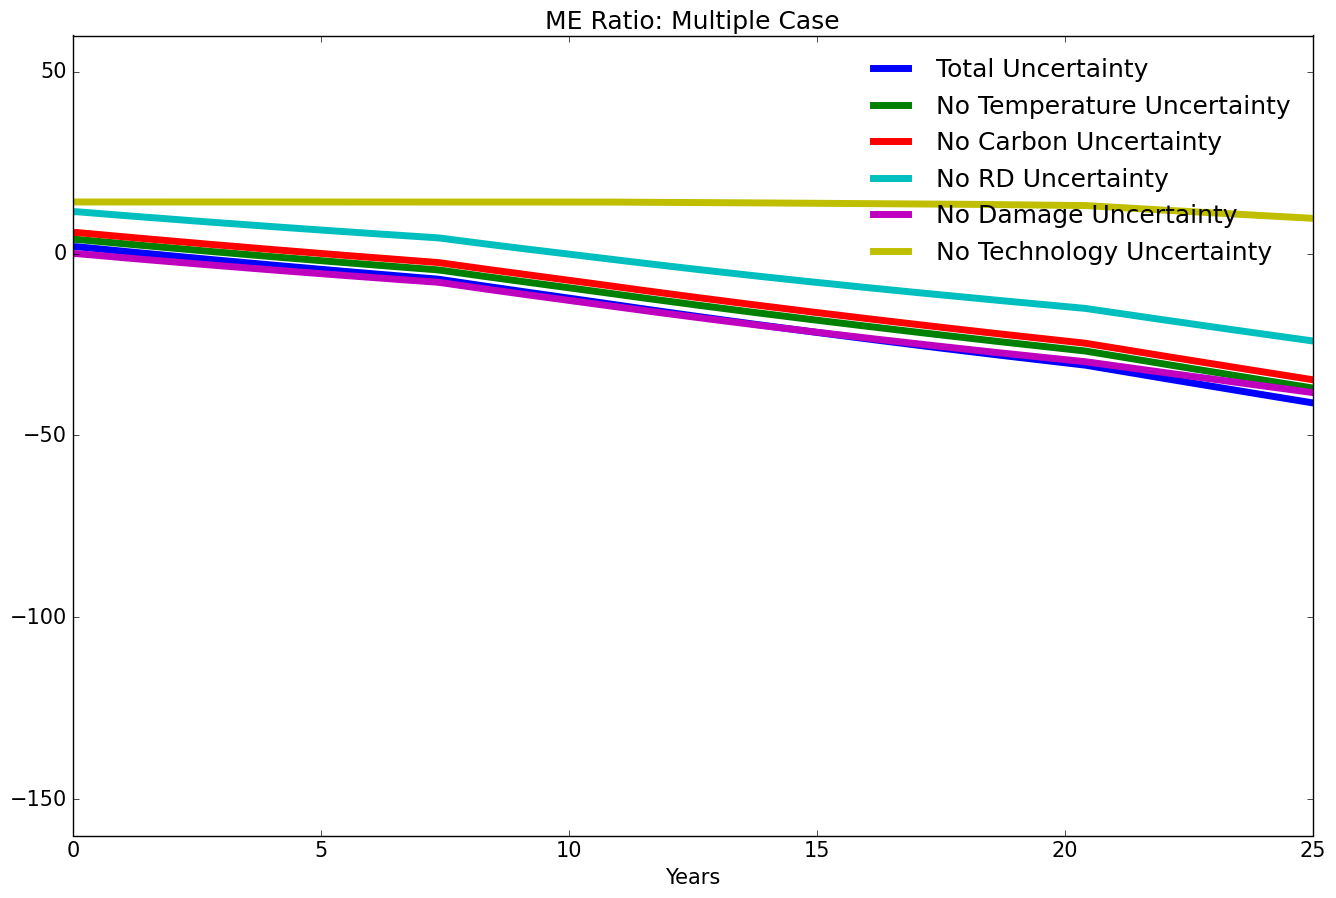 ME Ratio: Multiple Case
50
0
−50
−100
−150
Total Uncertainty
No Temperature Uncertainty
No Carbon Uncertainty
No RD Uncertainty
No Damage Uncertainty
No Technology Uncertainty
0 5 10 15 20 25
Years